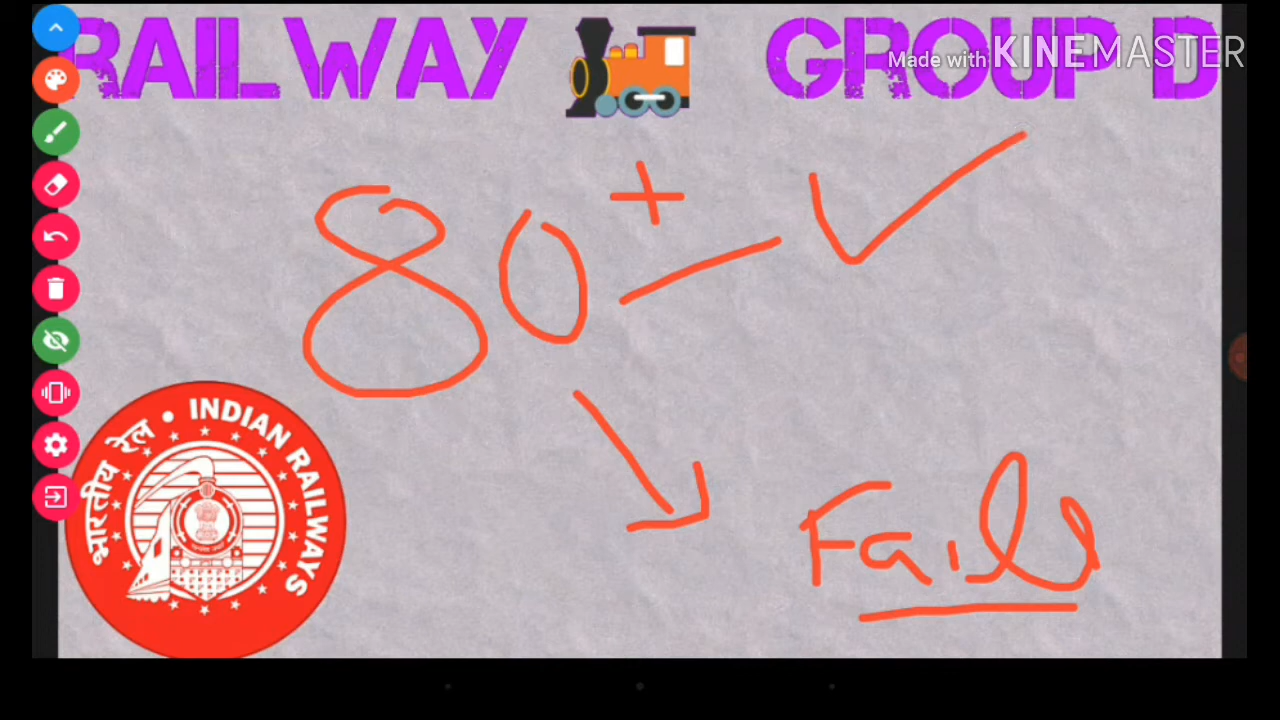 RAILWAY GROUP D
Made with KINEMASTER
80+ ✓
Fail
भारतीय रेल • INDIAN RAILWAYS